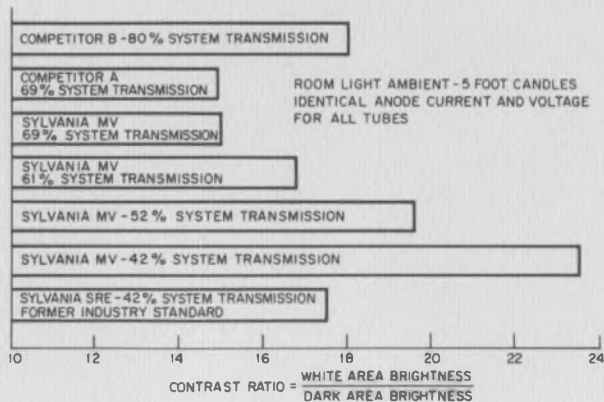 COMPETITOR B-80% SYSTEM TRANSMISSION
COMPETITOR A
69% SYSTEM TRANSMISSION
ROOM LIGHT AMBIENT-5 FOOT CANDLES
IDENTICAL ANODE CURRENT AND VOLTAGE
FOR ALL TUBES
SYLVANIA MV
69% SYSTEM TRANSMISSION
SYLVANIA MV
61% SYSTEM TRANSMISSION
SYLVANIA MV-52% SYSTEM TRANSMISSION
SYLVANIA MV-42% SYSTEM TRANSMISSION
SYLVANIA SRE-42% SYSTEM TRANSMISSION
FORMER INDUSTRY STANDARD
10 12 14 16 18 20 22 24
CONTRAST RATIO = WHITE AREA BRIGHTNESS
DARK AREA BRIGHTNESS